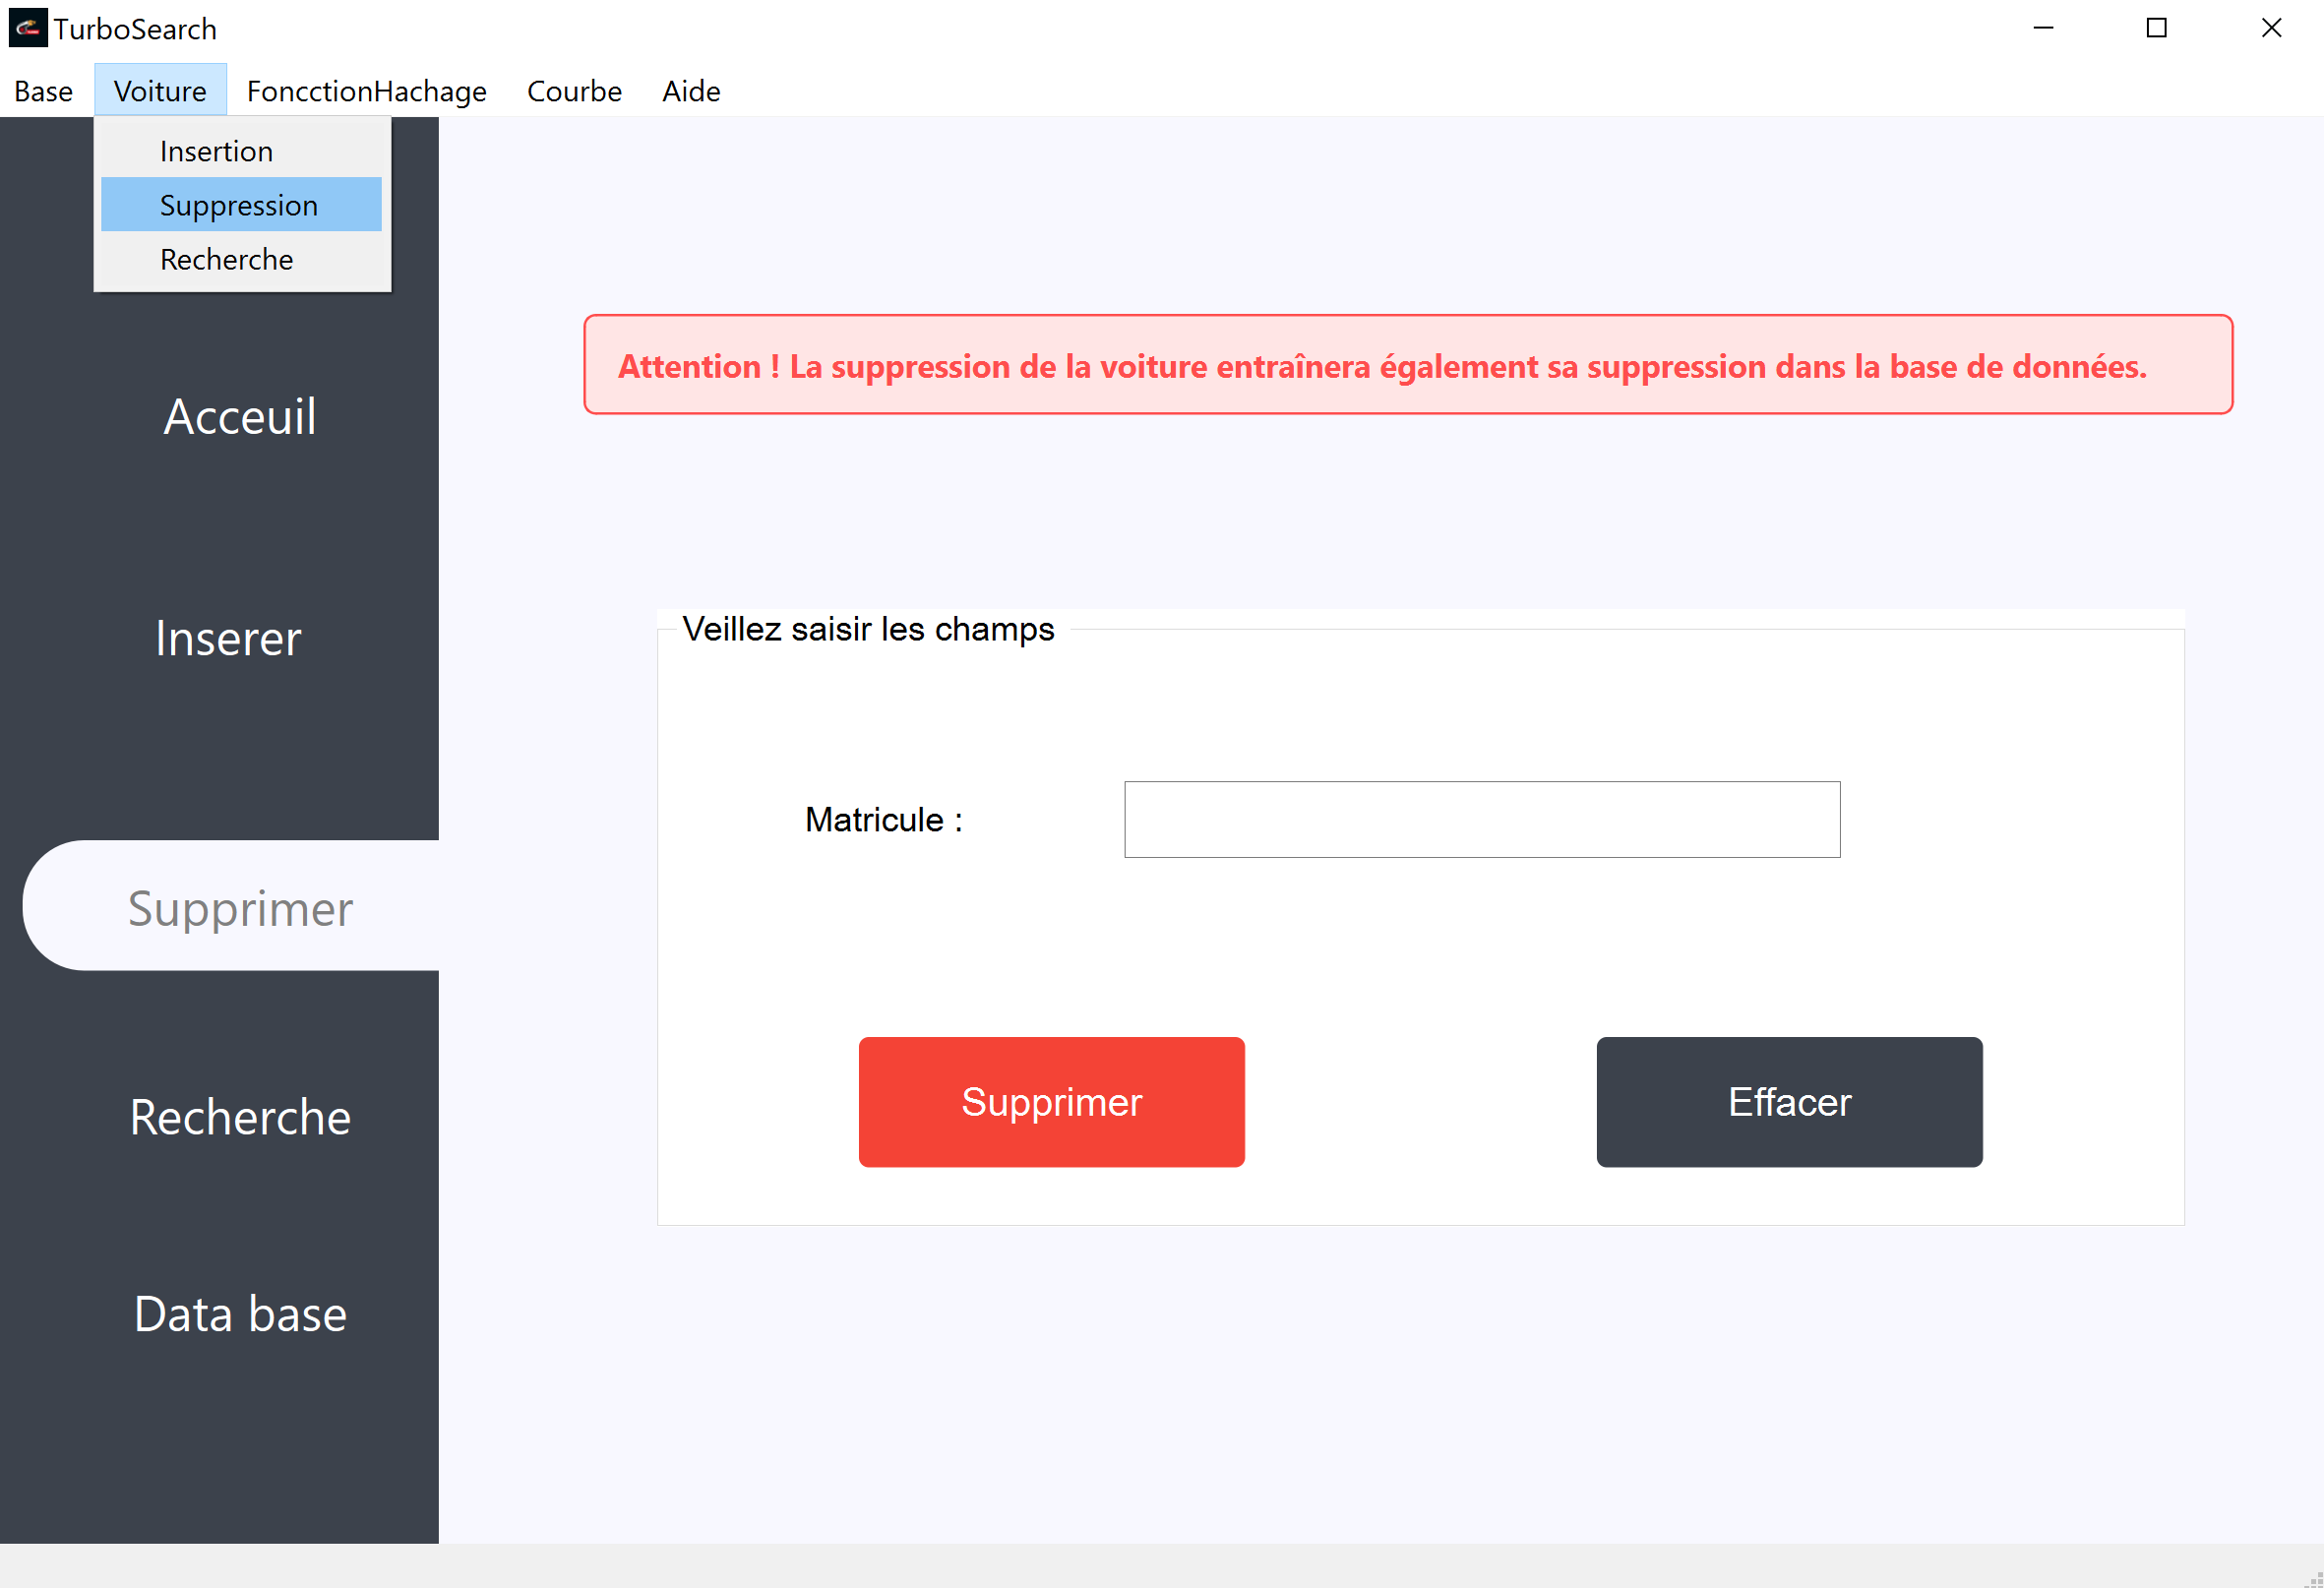 TurboSearch
Base Voiture FoncctionHachage Courbe Aide
Insertion
Suppression
Recherche
Acceuil
Inserer
Supprimer
Recherche
Data base
Attention ! La suppression de la voiture entraînera également sa suppression dans la base de données.
Veillez saisir les champs
Matricule :
Supprimer Effacer